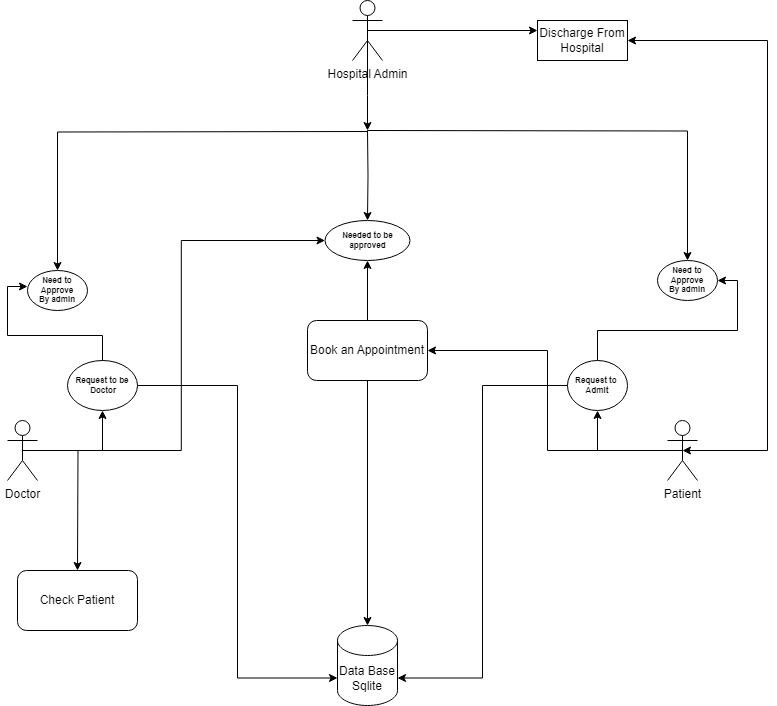 Discharge From
Hospital
Hospital Admin
Needed to be
approved
Need to
Approve
By admin
Need to
Approve
By admin
Book an Appointment
Request to be
Doctor
Request to
Admit
Doctor
Patient
Check Patient
Data Base
Sqlite